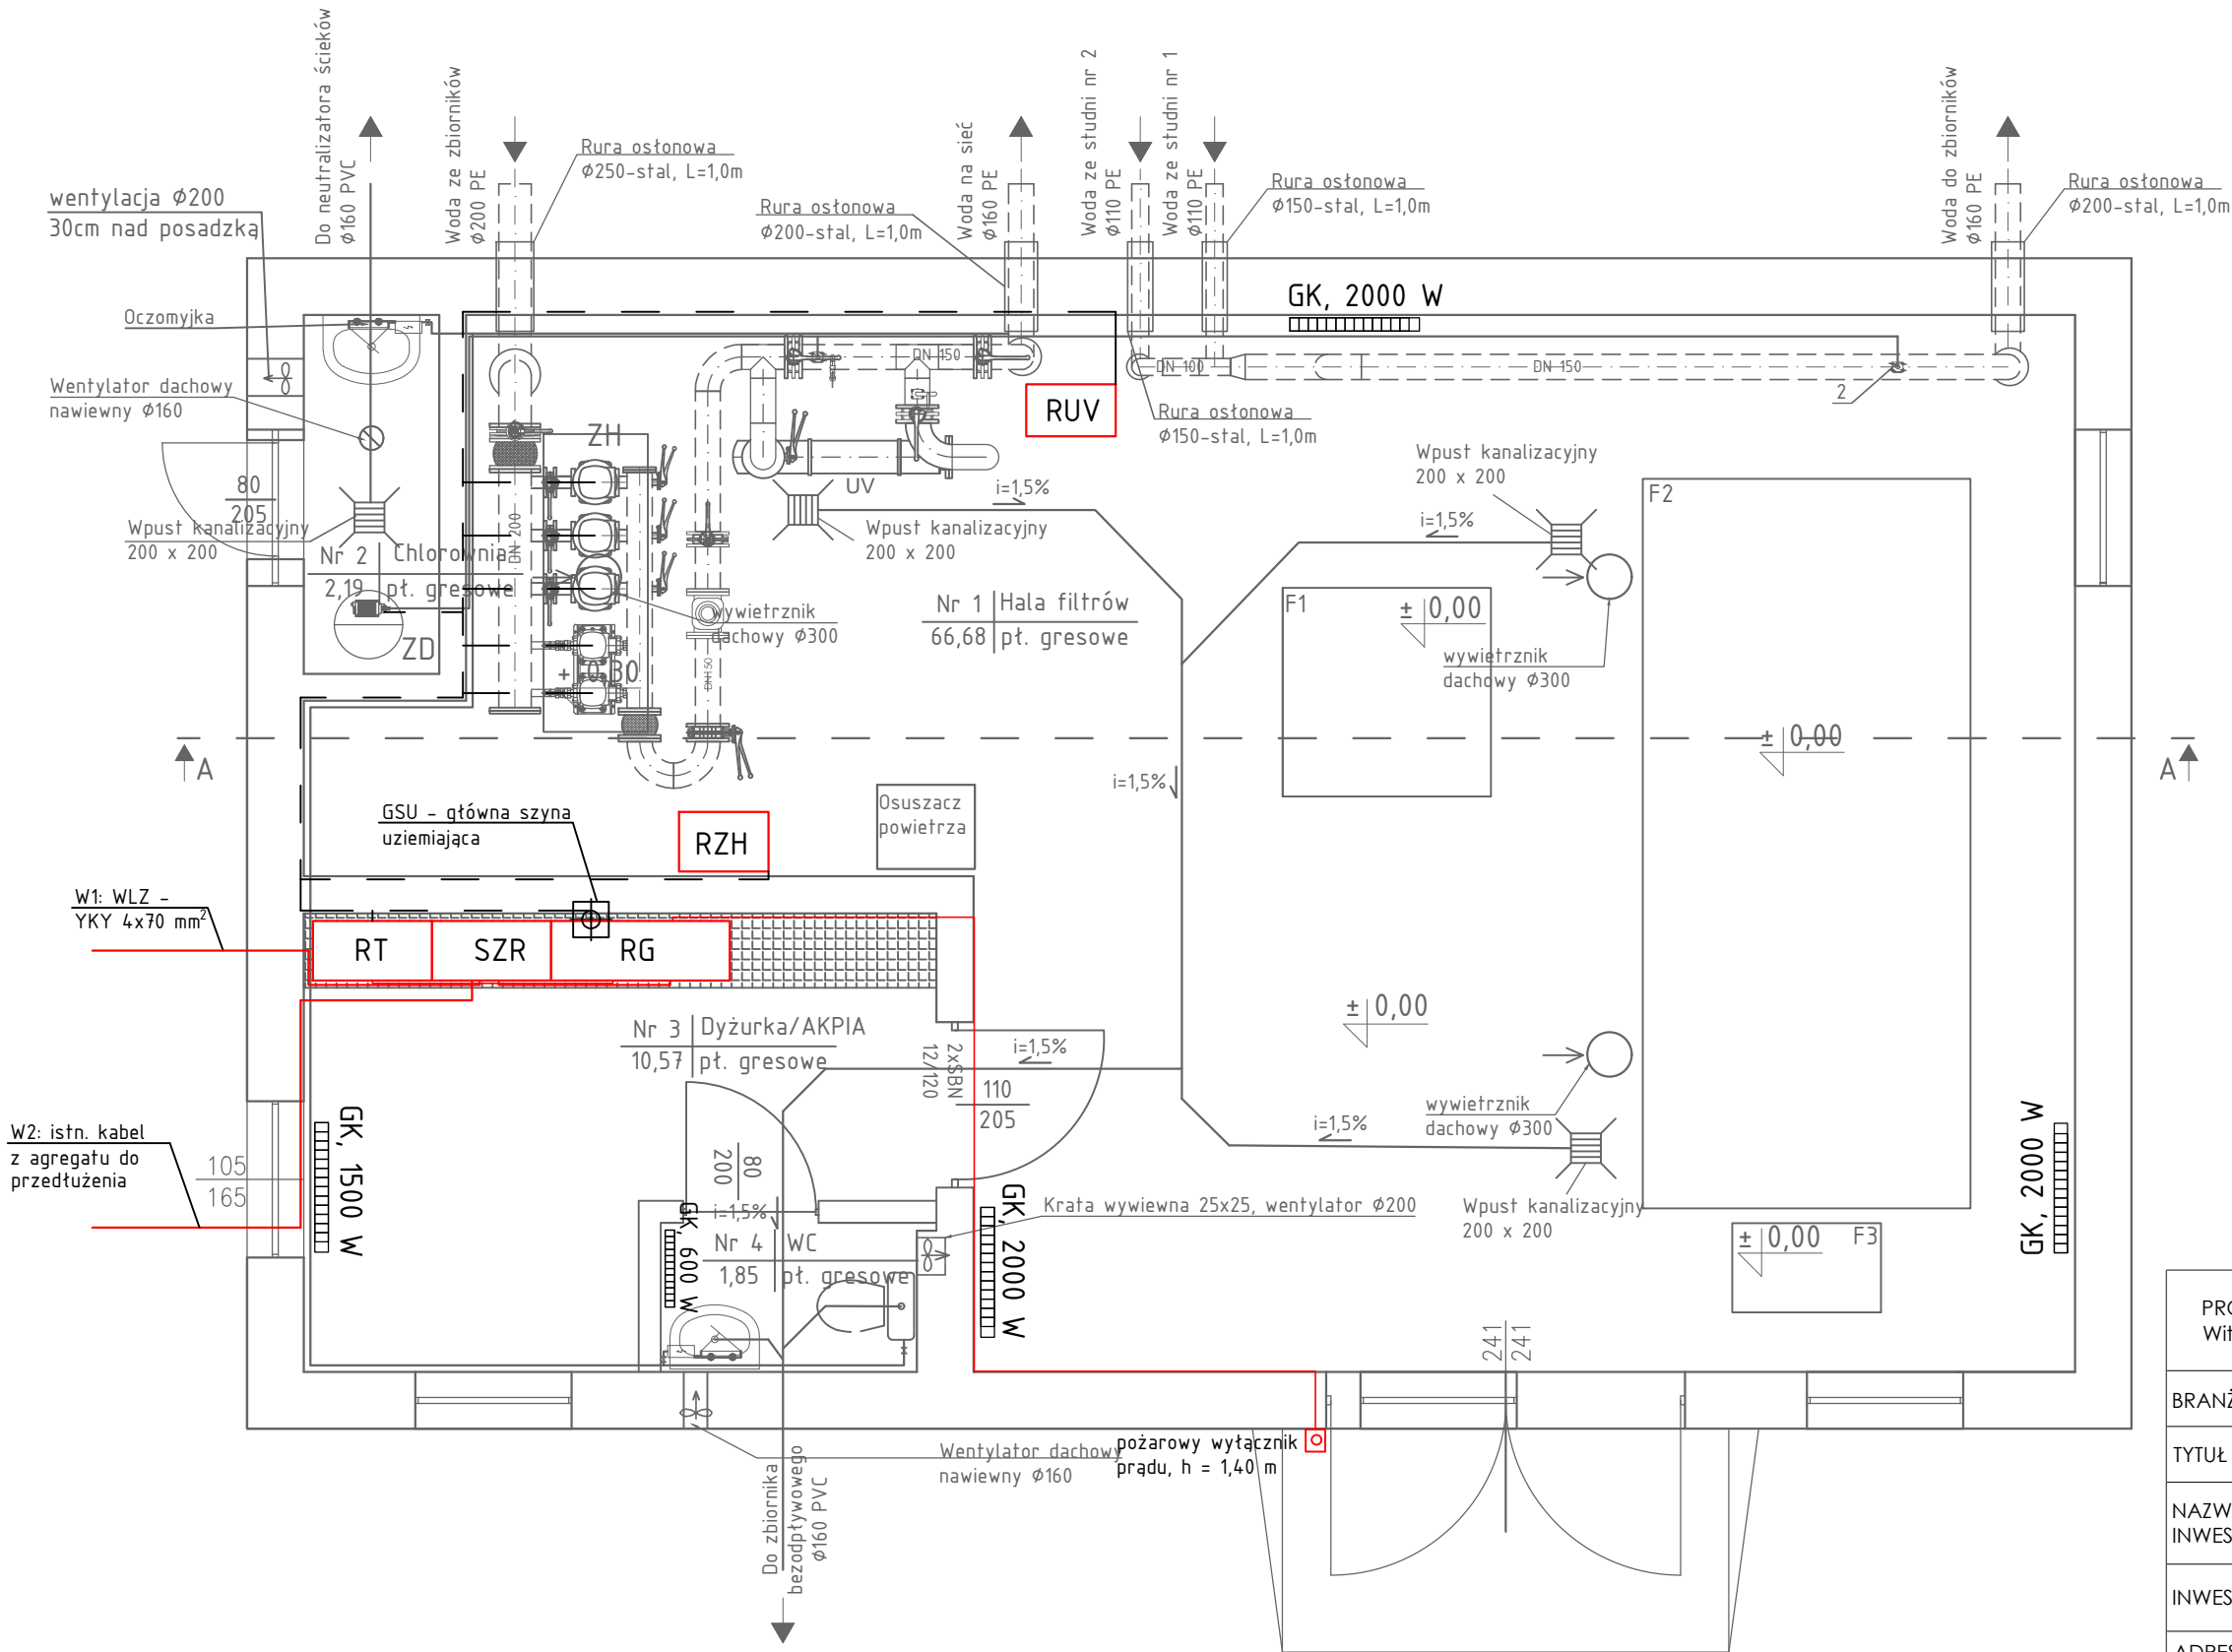 Do neutralizatora ścieków
φ160 PVC
Woda ze zbiorników
φ200 PE
Rura osłonowa
φ250-stal, L=1,0m
Woda na sieć
φ160 PE
Rura osłonowa
φ200-stal, L=1,0m
Woda ze studni nr 2
φ110 PE
Woda ze studni nr 1
φ110 PE
Rura osłonowa
φ150-stal, L=1,0m
Woda do zbiorników
φ160 PE
Rura osłonowa
φ200-stal, L=1,0m
wentylacja φ200
30cm nad posadzką
GK, 2000 W
Oczomyjka
DN 150
DN 100
DN 150
2
Wentylator dachowy
nawiewny φ160
RUV
Rura osłonowa
φ150-stal, L=1,0m
ZH
UV
i=1,5%
80
205
Wpust kanalizacyjny
200 x 200
DN 200
Wpust kanalizacyjny
200 x 200
Wpust kanalizacyjny
200 x 200
i=1,5%
F2
Nr 2 Chlorownia
2,19 pł. gresowe
ZD
wywietrznik
dachowy φ300
+ 0,30
DN150
Nr 1 Hala filtrów
66,68 pł. gresowe
F1
± 0,00
wywietrznik
dachowy φ300
± 0,00
A
A
i=1,5%
GSU - główna szyna
uziemiająca
RZH
Osuszacz
powietrza
W1: WLZ -
YKY 4x70 mm²
RT
SZR
RG
± 0,00
Nr 3 Dyżurka/AKPIA
10,57 pł. gresowe
2xSBN
12/120
i=1,5%
110
205
W2: istn. kabel
z agregatu do
przedłużenia
105
165
GK, 1500 W
80
200
i=1,5%
GK, 600 W
Nr 4 WC
1,85 pł. gresowe
GK, 2000 W
Krata wywiewna 25x25, wentylator φ200
i=1,5%
wywietrznik
dachowy φ300
Wpust kanalizacyjny
200 x 200
± 0,00 F3
GK, 2000 W
241
241
Wentylator dachowy
nawiewny φ160
pożarowy wyłącznik
prądu, h = 1,40 m
Do zbiornika
bezodpływowego
φ160 PVC
PRO
Wit
BRANŻ
TYTUŁ
NAZW
INWES
INWES
ADRES